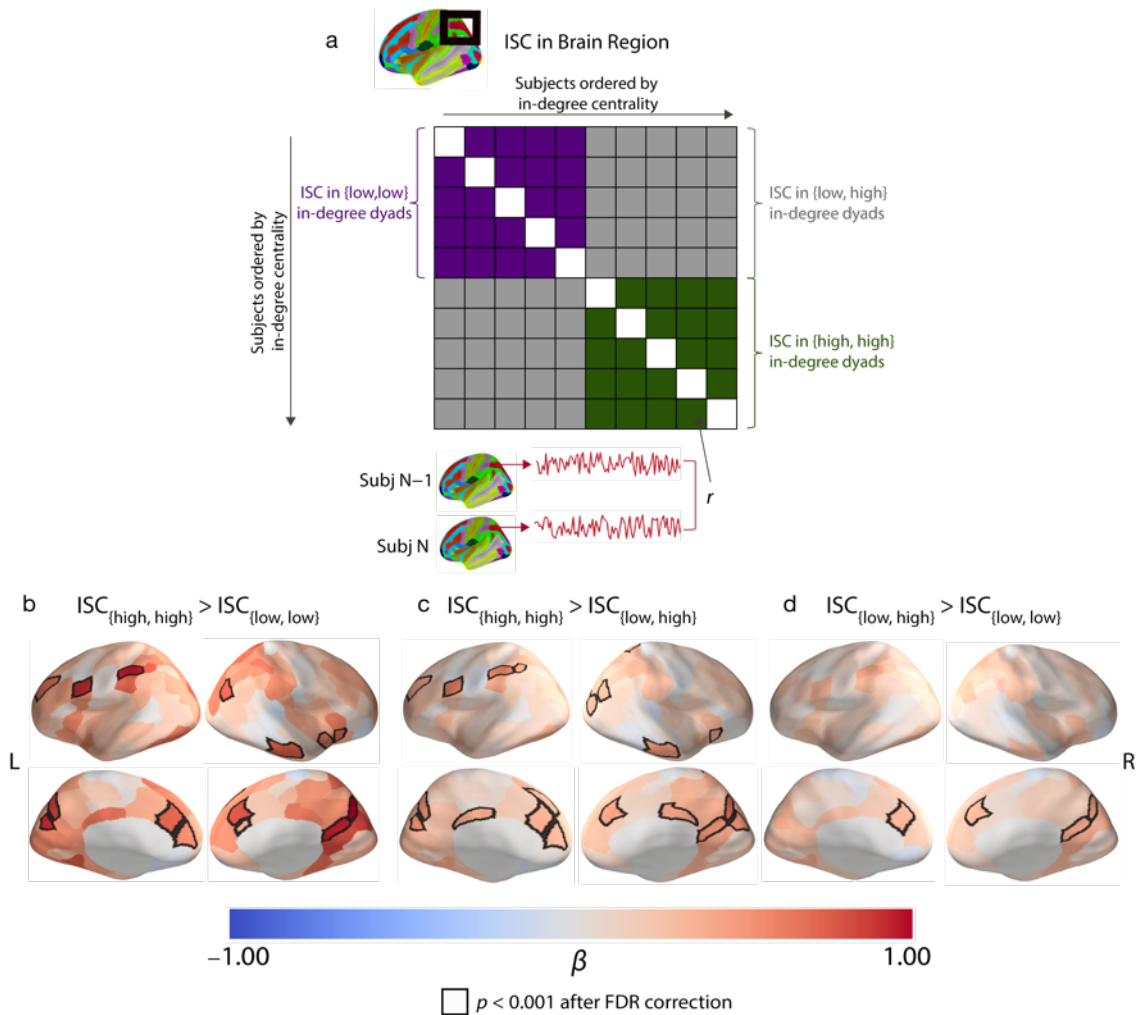 a
ISC in Brain Region
Subjects ordered by
in-degree centrality
Subjects ordered by
in-degree centrality
ISC in {low,low}
in-degree dyads
ISC in {low, high}
in-degree dyads
ISC in {high, high}
in-degree dyads
Subj N−1
r
Subj N
b ISC{high, high} > ISC{low, low}
c ISC{high, high} > ISC{low, high}
d ISC{low, high} > ISC{low, low}
L
R
−1.00
β
1.00
p < 0.001 after FDR correction